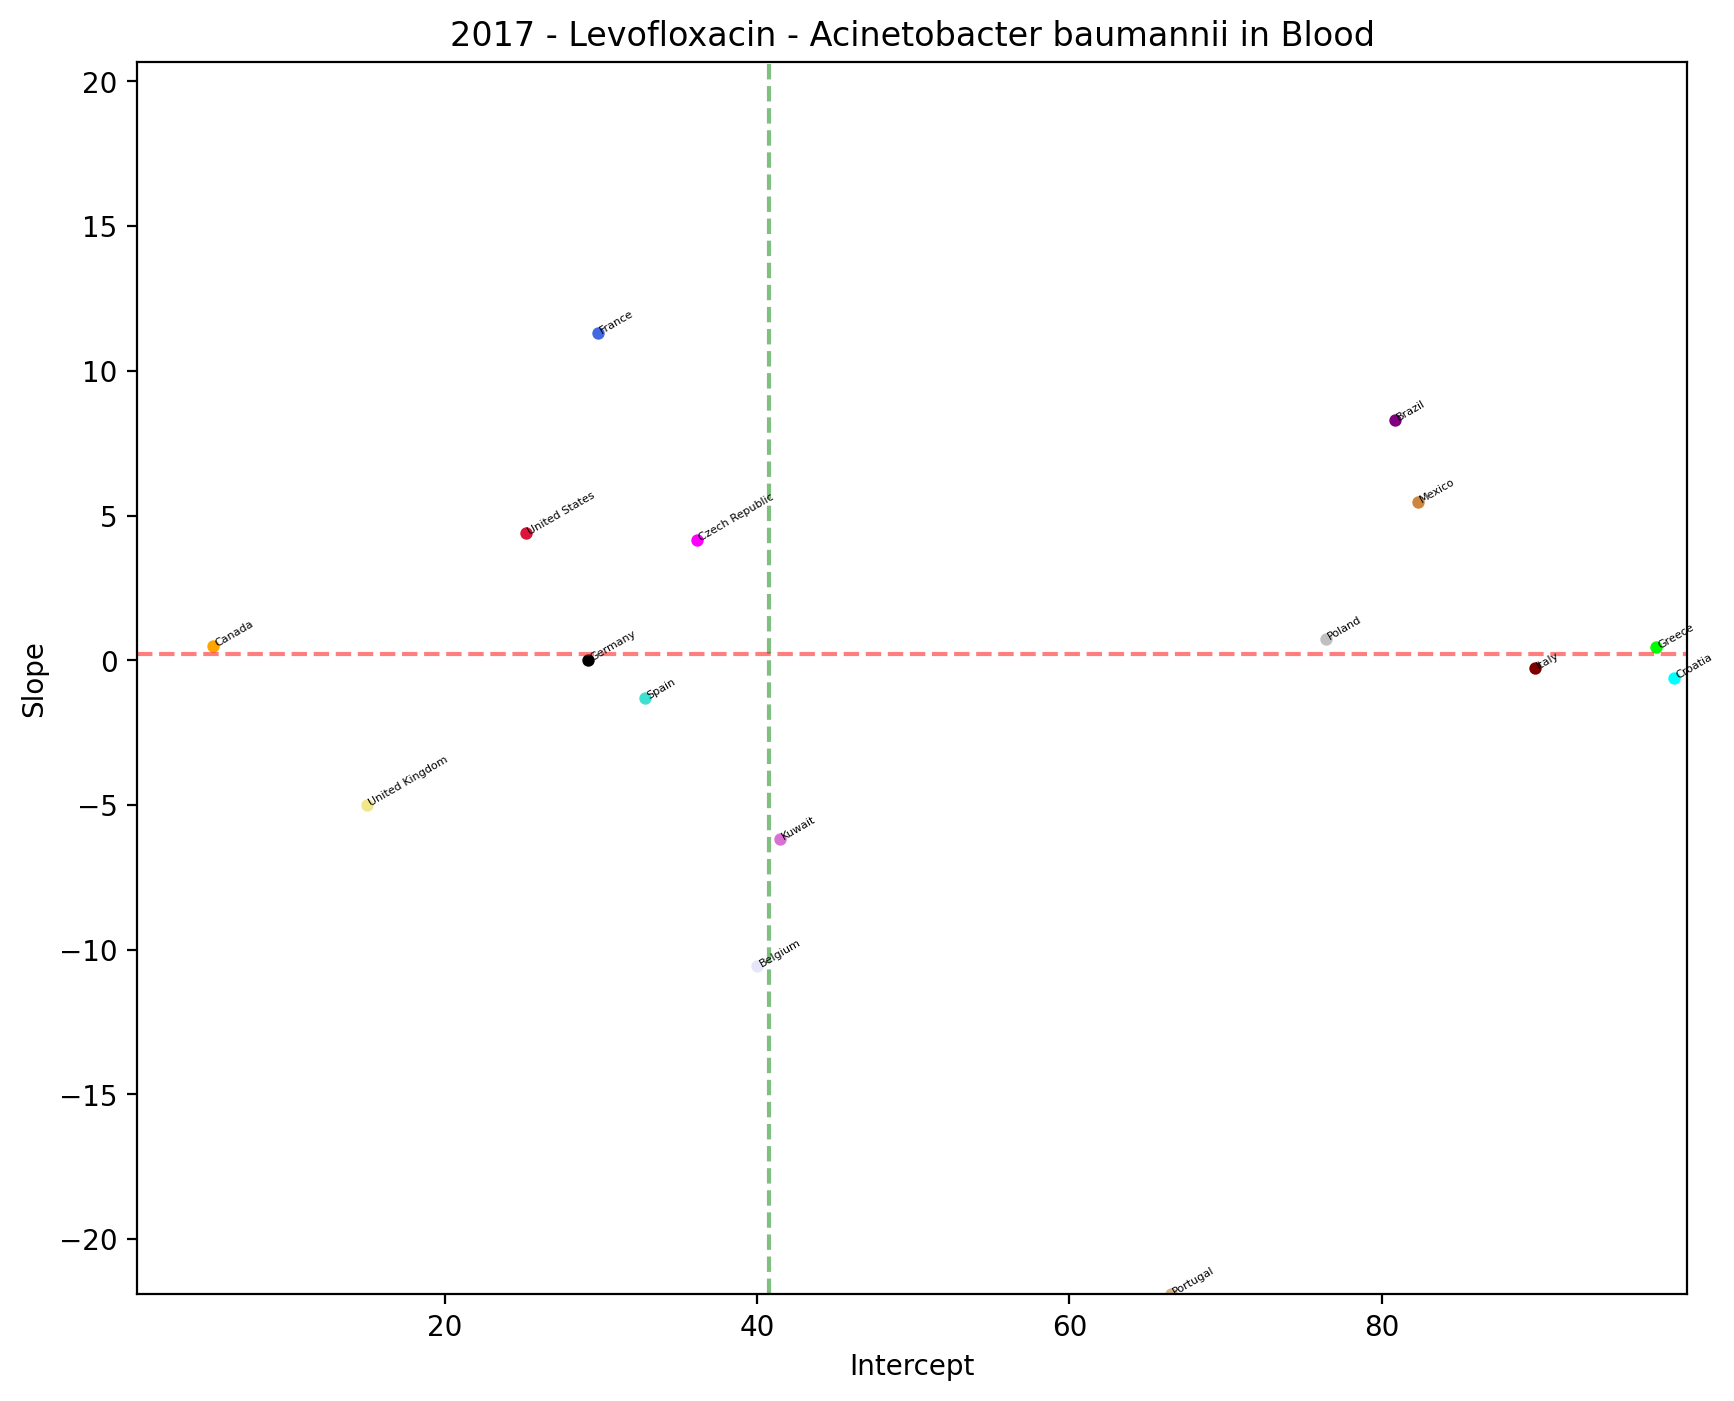 2017 - Levofloxacin - Acinetobacter baumannii in Blood
20
15
France
10
Brazil
Mexico
United States
Czech Republic
5
Canada
Poland
Greece
Germany
0
Italy
Croatia
Spain
Slope
United Kingdom
−5
Kuwait
Belgium
−10
−15
−20
Portugal
20 40 60 80
Intercept